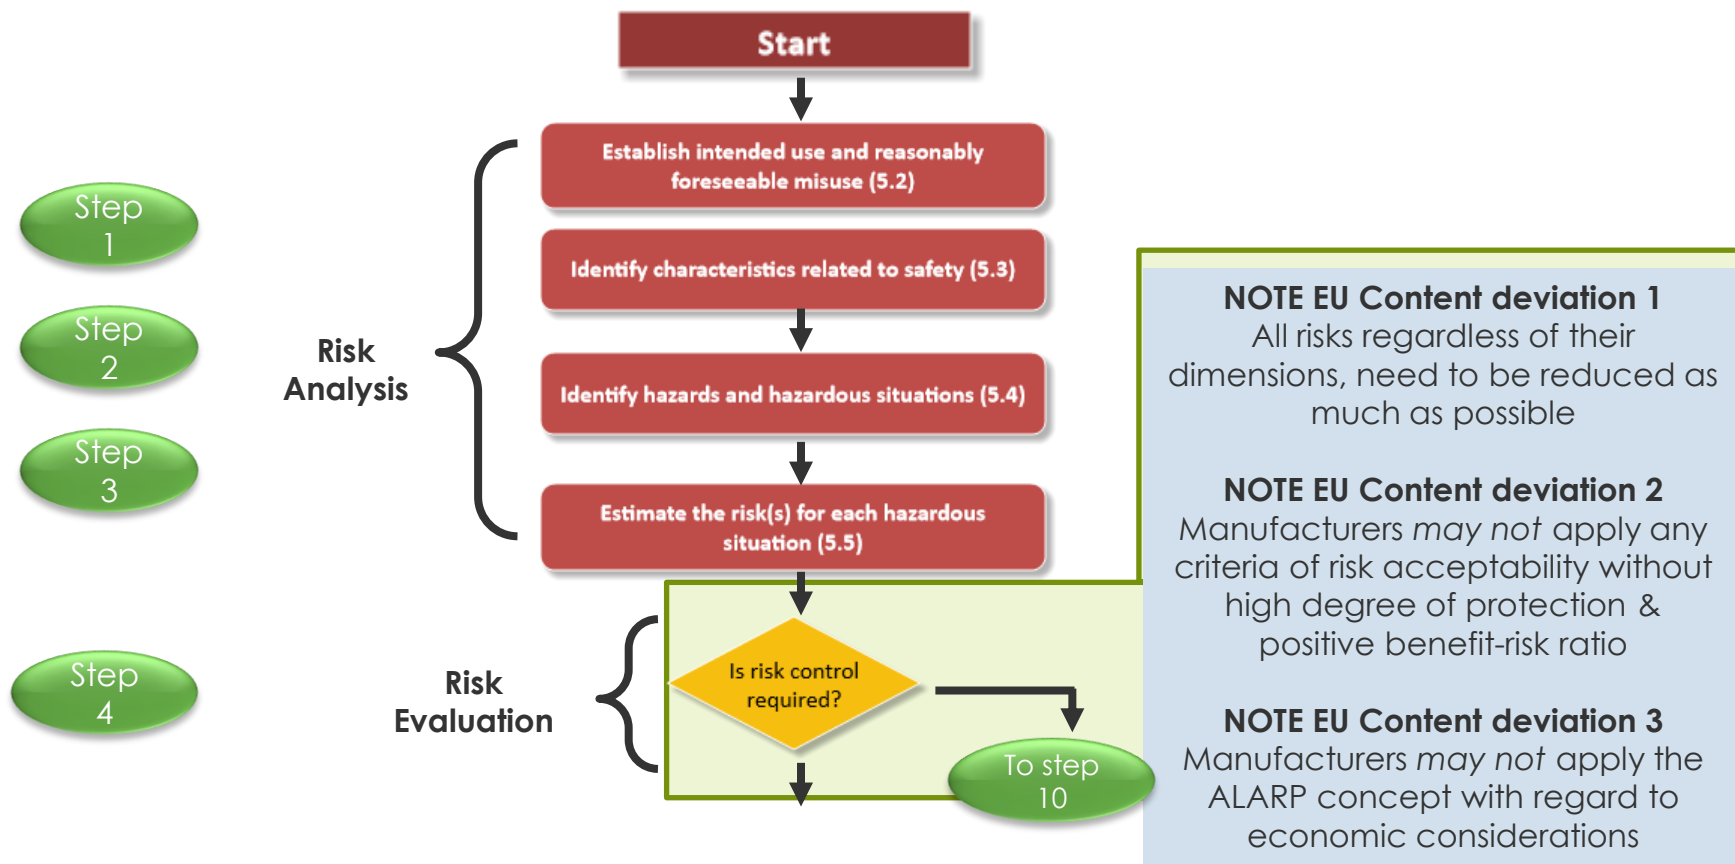 Start
Establish intended use and reasonably
foreseeable misuse (5.2)
Step
1
Identify characteristics related to safety (5.3)
Step
2
Risk
Analysis
Identify hazards and hazardous situations (5.4)
Step
3
Estimate the risk(s) for each hazardous
situation (5.5)
Step
4
Risk
Evaluation
Is risk control
required?
To step
10
NOTE EU Content deviation 1
All risks regardless of their
dimensions, need to be reduced as
much as possible
NOTE EU Content deviation 2
Manufacturers may not apply any
criteria of risk acceptability without
high degree of protection &
positive benefit-risk ratio
NOTE EU Content deviation 3
Manufacturers may not apply the
ALARP concept with regard to
economic considerations